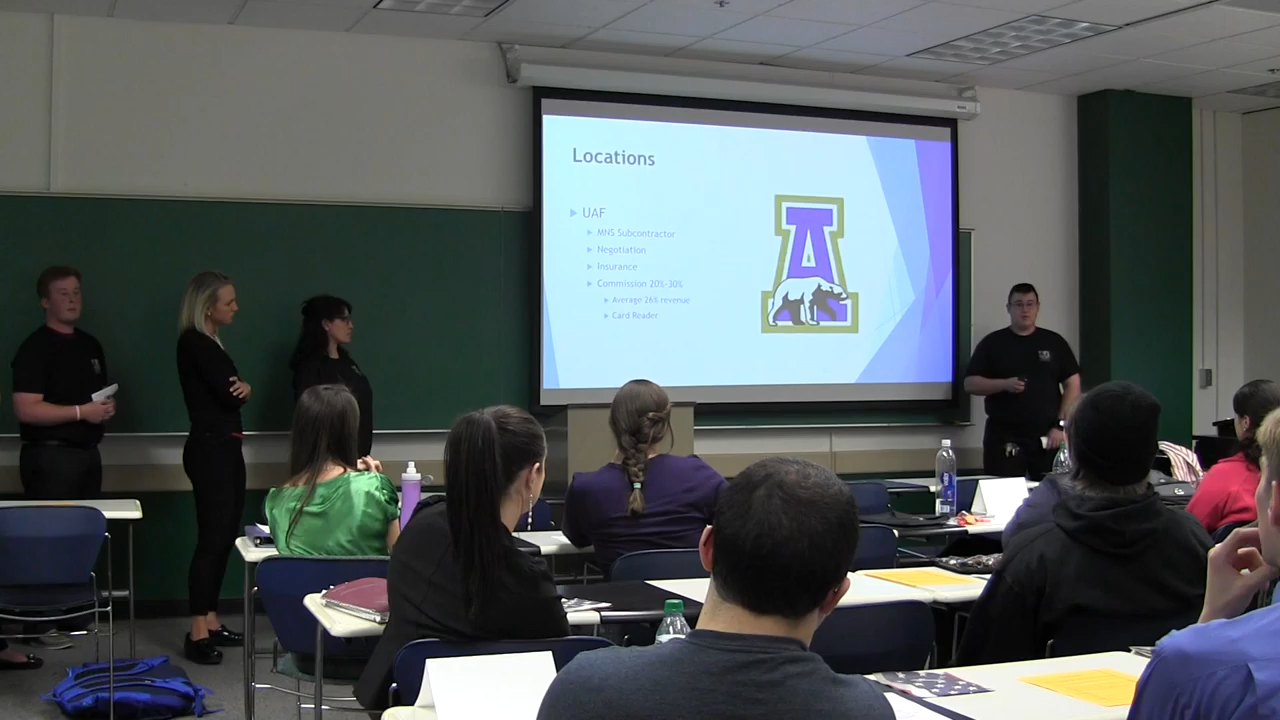 Locations
UAF
MNS Subcontractor
Negotiation
Insurance
Commission 20%-30%
Average 26% revenue
Card Reader
A